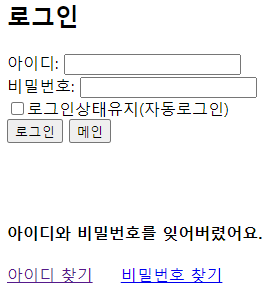 로그인
아이디:
비밀번호:
로그인상태유지(자동로그인)
로그인 메인
아이디와 비밀번호를 잊어버렸어요.
아이디 찾기 비밀번호 찾기